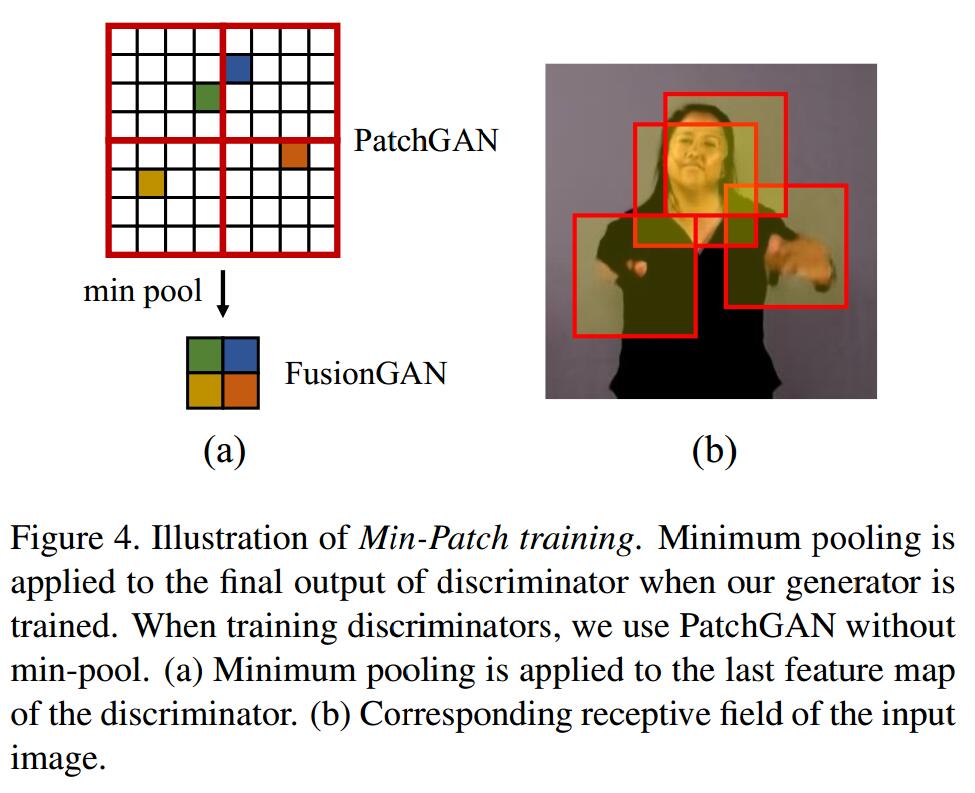 PatchGAN
min pool
FusionGAN
(a)
(b)
Figure 4. Illustration of Min-Patch training. Minimum pooling is
applied to the final output of discriminator when our generator is
trained. When training discriminators, we use PatchGAN without
min-pool. (a) Minimum pooling is applied to the last feature map
of the discriminator. (b) Corresponding receptive field of the input
image.